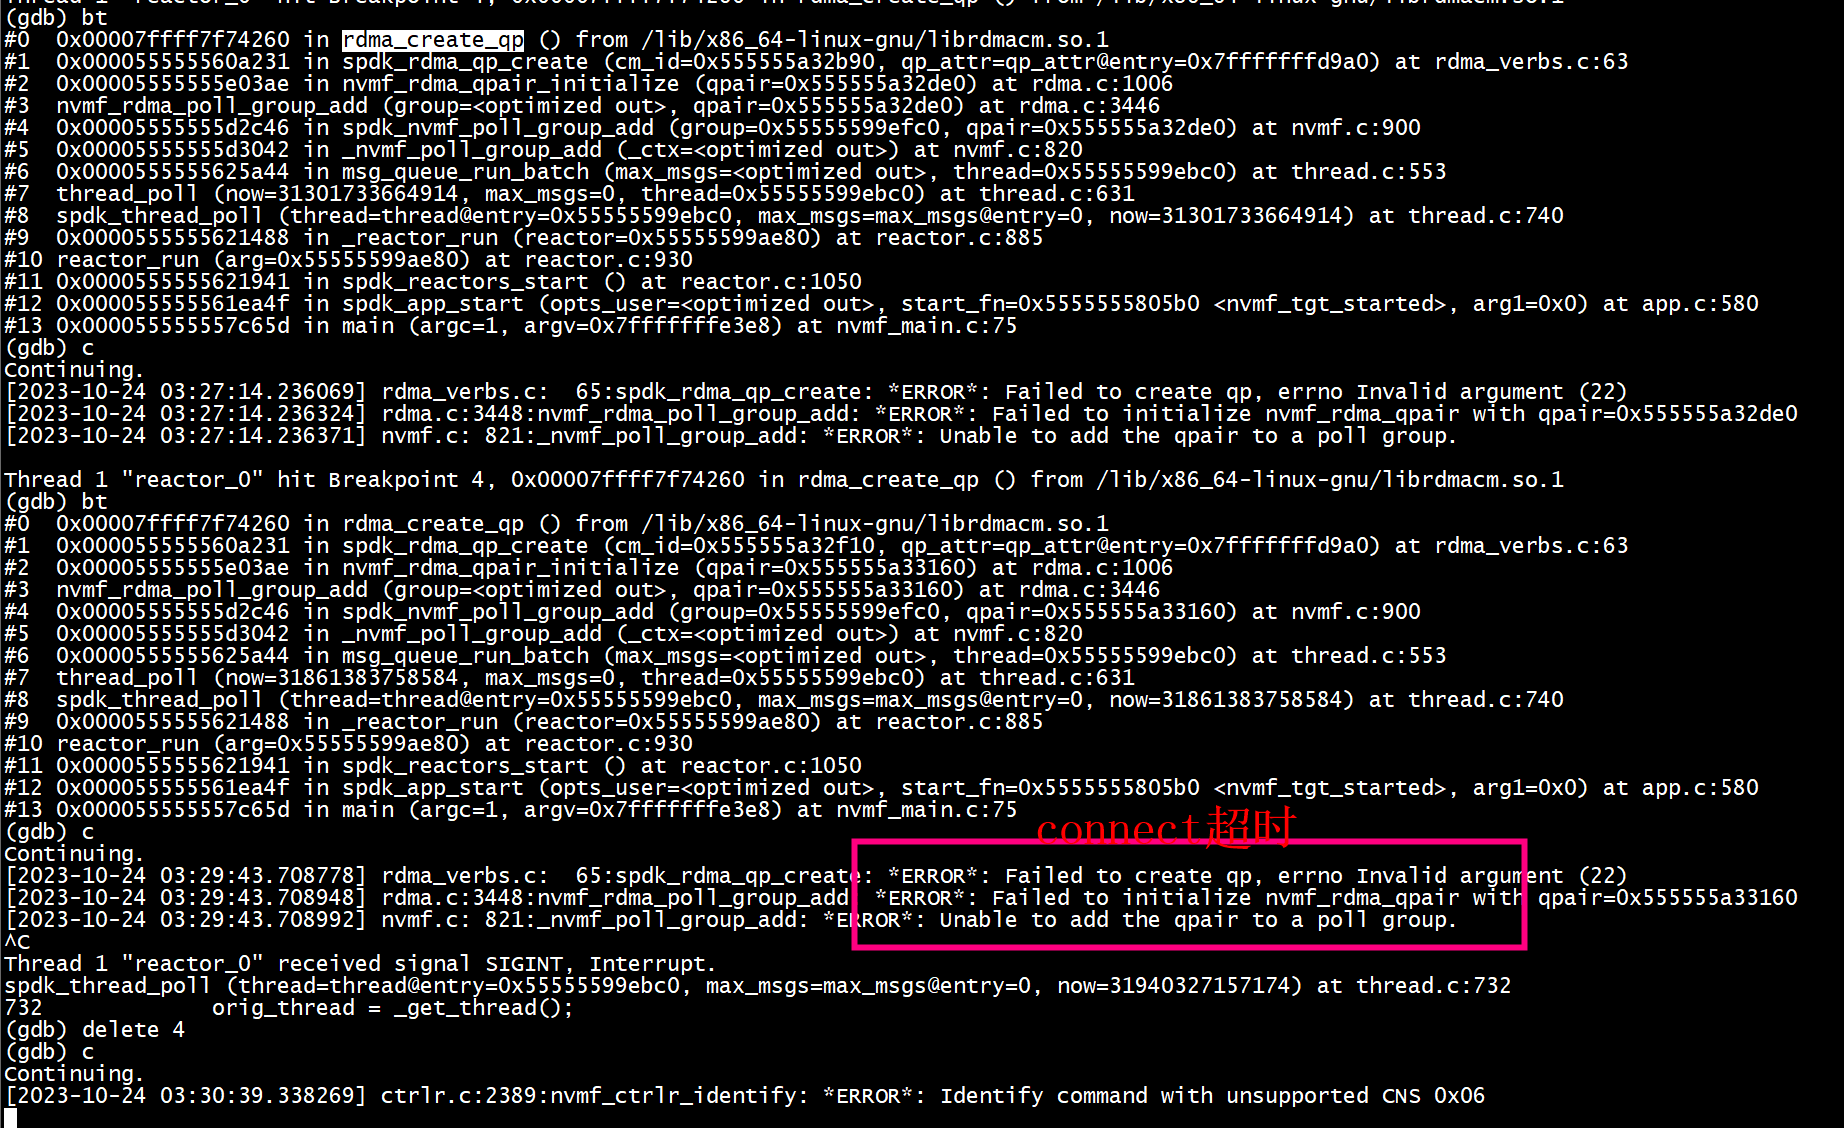 Thread 1 "reactor_0" hit Breakpoint 4, 0x00007ffff7f74260 in rdma_create_qp () from /lib/x86_64-linux-gnu/librdmacm.so.1
(gdb) bt
#0  0x00007ffff7f74260 in rdma_create_qp () from /lib/x86_64-linux-gnu/librdmacm.so.1
#1  0x000055555560a231 in spdk_rdma_qp_create (cm_id=0x555555a32b90, qp_attr=qp_attr@entry=0x7fffffffd9a0) at rdma_verbs.c:63
#2  0x00005555555e03ae in nvmf_rdma_qpair_initialize (qpair=0x555555a32de0) at rdma.c:1006
#3  nvmf_rdma_poll_group_add (group=<optimized out>, qpair=0x555555a32de0) at rdma.c:3446
#4  0x00005555555d2c46 in spdk_nvmf_poll_group_add (group=0x55555599efc0, qpair=0x555555a32de0) at nvmf.c:900
#5  0x00005555555d3042 in _nvmf_poll_group_add (_ctx=<optimized out>) at nvmf.c:820
#6  0x0000555555625a44 in msg_queue_run_batch (max_msgs=<optimized out>, thread=0x55555599ebc0) at thread.c:553
#7  thread_poll (now=31301733664914, max_msgs=0, thread=0x55555599ebc0) at thread.c:631
#8  spdk_thread_poll (thread=thread@entry=0x55555599ebc0, max_msgs=max_msgs@entry=0, now=31301733664914) at thread.c:740
#9  0x0000555555621488 in _reactor_run (reactor=0x55555599ae80) at reactor.c:885
#10 reactor_run (arg=0x55555599ae80) at reactor.c:930
#11 0x0000555555621941 in spdk_reactors_start () at reactor.c:1050
#12 0x000055555561ea4f in spdk_app_start (opts_user=<optimized out>, start_fn=0x5555555805b0 <nvmf_tgt_started>, arg1=0x0) at app.c:580
#13 0x000055555557c65d in main (argc=1, argv=0x7fffffffe3e8) at nvmf_main.c:75
(gdb) c
Continuing.
[2023-10-24 03:27:14.236069] rdma_verbs.c:  65:spdk_rdma_qp_create: *ERROR*: Failed to create qp, errno Invalid argument (22)
[2023-10-24 03:27:14.236324] rdma.c:3448:nvmf_rdma_poll_group_add: *ERROR*: Failed to initialize nvmf_rdma_qpair with qpair=0x555555a32de0
[2023-10-24 03:27:14.236371] nvmf.c: 821:_nvmf_poll_group_add: *ERROR*: Unable to add the qpair to a poll group.
Thread 1 "reactor_0" hit Breakpoint 4, 0x00007ffff7f74260 in rdma_create_qp () from /lib/x86_64-linux-gnu/librdmacm.so.1
(gdb) bt
#0  0x00007ffff7f74260 in rdma_create_qp () from /lib/x86_64-linux-gnu/librdmacm.so.1
#1  0x000055555560a231 in spdk_rdma_qp_create (cm_id=0x555555a32f10, qp_attr=qp_attr@entry=0x7fffffffd9a0) at rdma_verbs.c:63
#2  0x00005555555e03ae in nvmf_rdma_qpair_initialize (qpair=0x555555a33160) at rdma.c:1006
#3  nvmf_rdma_poll_group_add (group=<optimized out>, qpair=0x555555a33160) at rdma.c:3446
#4  0x00005555555d2c46 in spdk_nvmf_poll_group_add (group=0x55555599efc0, qpair=0x555555a33160) at nvmf.c:900
#5  0x00005555555d3042 in _nvmf_poll_group_add (_ctx=<optimized out>) at nvmf.c:820
#6  0x0000555555625a44 in msg_queue_run_batch (max_msgs=<optimized out>, thread=0x55555599ebc0) at thread.c:553
#7  thread_poll (now=31861383758584, max_msgs=0, thread=0x55555599ebc0) at thread.c:631
#8  spdk_thread_poll (thread=thread@entry=0x55555599ebc0, max_msgs=max_msgs@entry=0, now=31861383758584) at thread.c:740
#9  0x0000555555621488 in _reactor_run (reactor=0x55555599ae80) at reactor.c:885
#10 reactor_run (arg=0x55555599ae80) at reactor.c:930
#11 0x0000555555621941 in spdk_reactors_start () at reactor.c:1050
#12 0x000055555561ea4f in spdk_app_start (opts_user=<optimized out>, start_fn=0x5555555805b0 <nvmf_tgt_started>, arg1=0x0) at app.c:580
#13 0x000055555557c65d in main (argc=1, argv=0x7fffffffe3e8) at nvmf_main.c:75
(gdb) c
connect超时
Continuing.
[2023-10-24 03:29:43.708778] rdma_verbs.c:  65:spdk_rdma_qp_create: *ERROR*: Failed to create qp, errno Invalid argument (22)
[2023-10-24 03:29:43.708948] rdma.c:3448:nvmf_rdma_poll_group_add: *ERROR*: Failed to initialize nvmf_rdma_qpair with qpair=0x555555a33160
[2023-10-24 03:29:43.708992] nvmf.c: 821:_nvmf_poll_group_add: *ERROR*: Unable to add the qpair to a poll group.
^C
Thread 1 "reactor_0" received signal SIGINT, Interrupt.
spdk_thread_poll (thread=thread@entry=0x55555599ebc0, max_msgs=max_msgs@entry=0, now=31940327157174) at thread.c:732
732             orig_thread = _get_thread();
(gdb) delete 4
(gdb) c
Continuing.
[2023-10-24 03:30:39.338269] ctrlr.c:2389:nvmf_ctrlr_identify: *ERROR*: Identify command with unsupported CNS 0x06